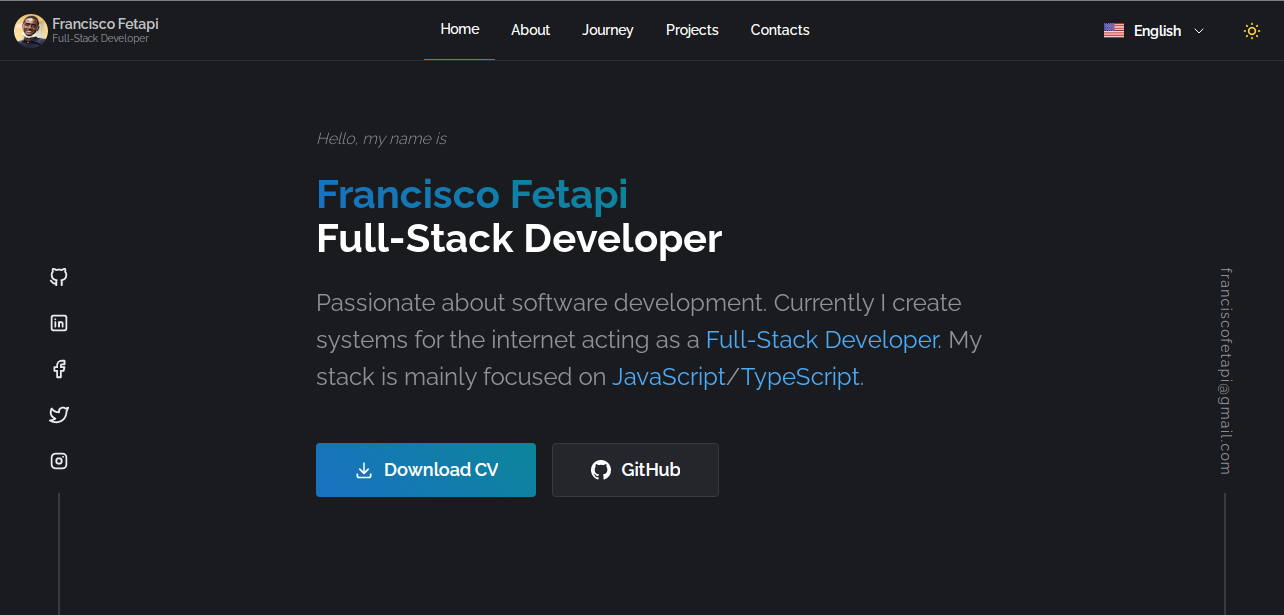 Francisco Fetapi
Full-Stack Developer
Home
About
Journey
Projects
Contacts
English
Hello, my name is
Francisco Fetapi
Full-Stack Developer
Passionate about software development. Currently I create
systems for the internet acting as a Full-Stack Developer. My
stack is mainly focused on JavaScript/TypeScript.
Download CV
GitHub
franciscofetapi@gmail.com